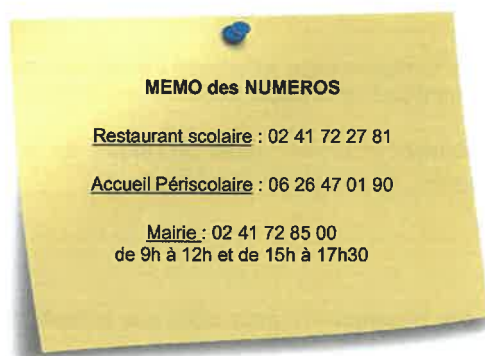 MEMO des NUMEROS
Restaurant scolaire : 02 41 72 27 81
Accueil Périscolaire : 06 26 47 01 90
Mairie : 02 41 72 85 00
de 9h à 12h et de 15h à 17h30